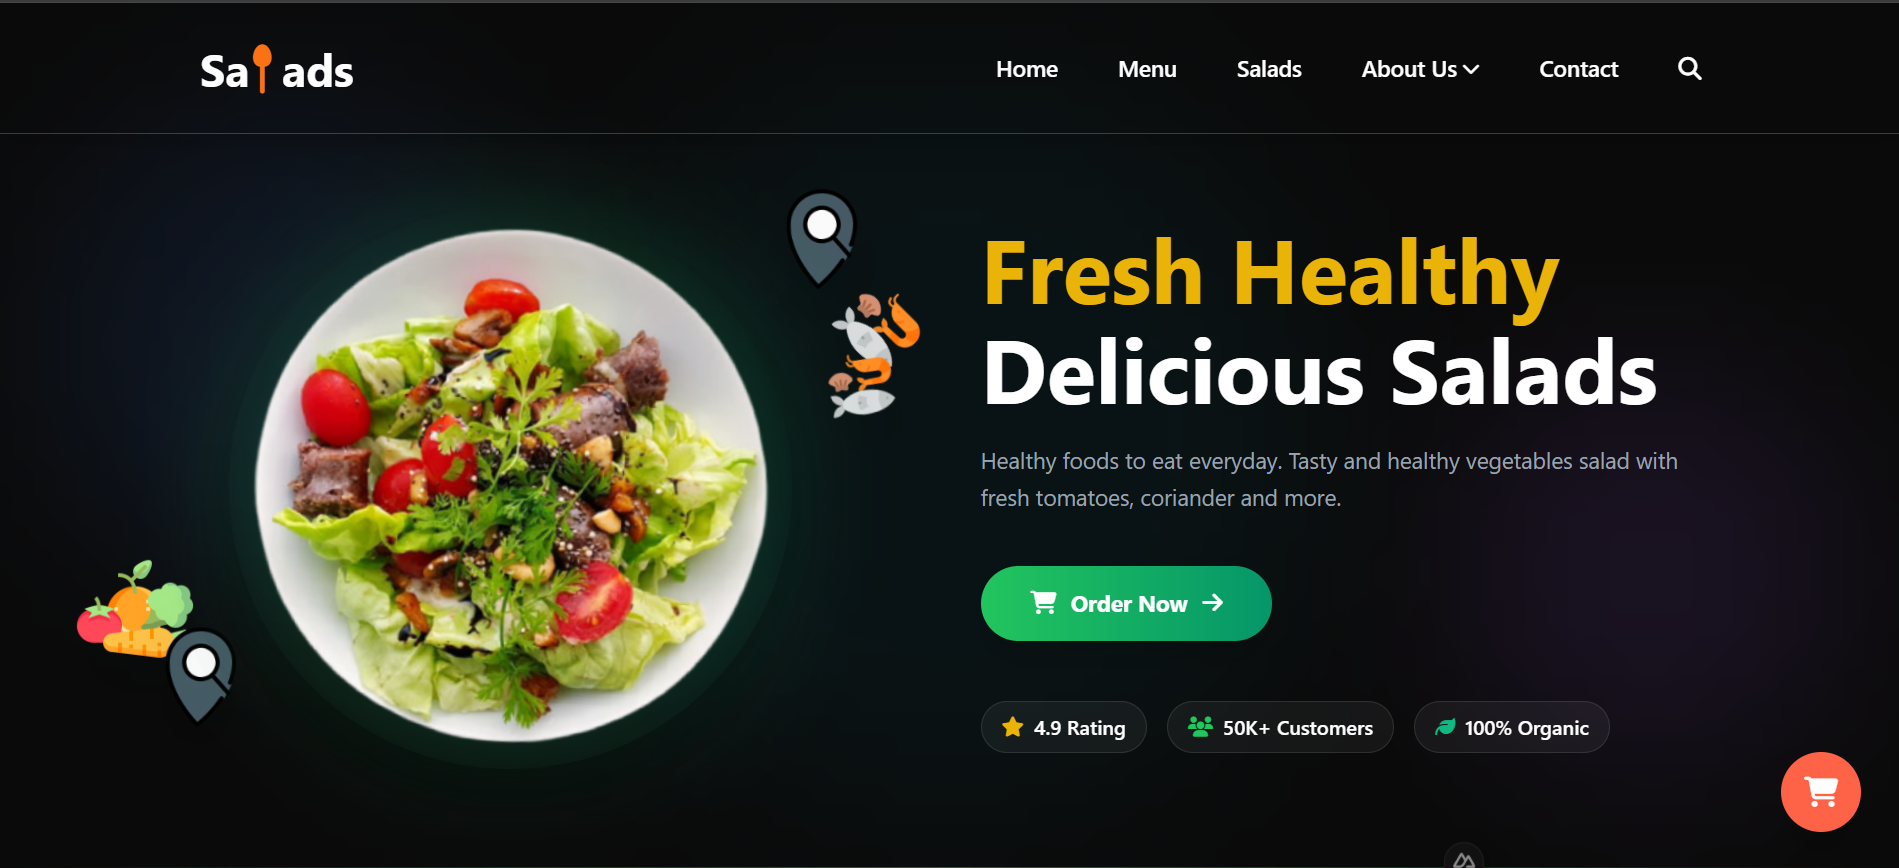 Sa ads
Home
Menu
Salads
About Us
Contact
Fresh Healthy
Delicious Salads
Healthy foods to eat everyday. Tasty and healthy vegetables salad with
fresh tomatoes, coriander and more.
Order Now
4.9 Rating
50K+ Customers
100% Organic